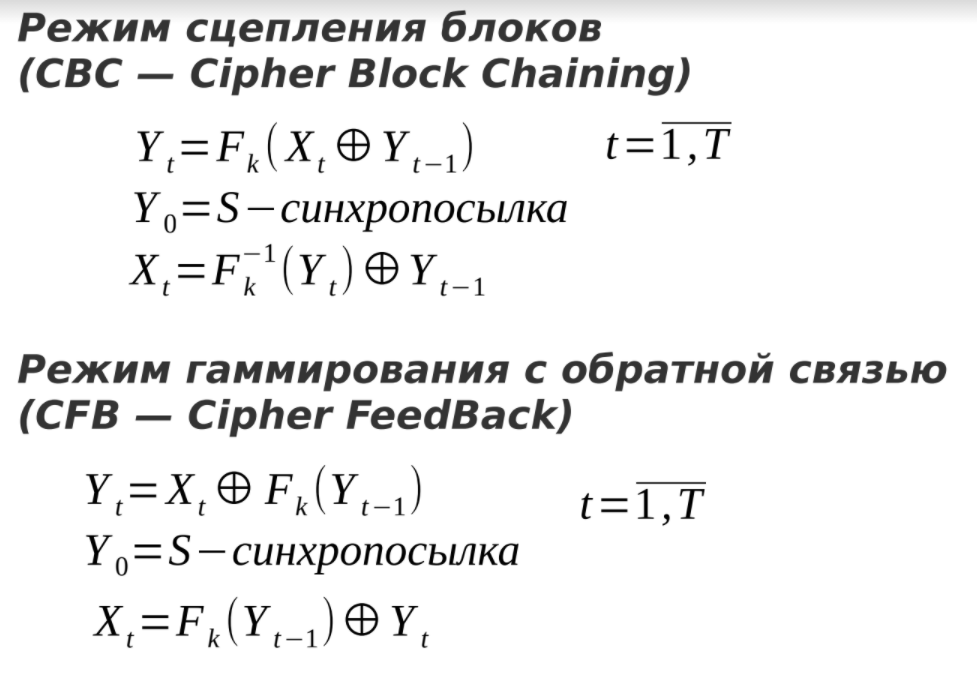 Режим сцепления блоков
(CBC — Cipher Block Chaining)
Y_t=F_k(X_t⊕Y_{t−1}) t=\overline{1,T}
Y_0=S−синхропосылка
X_t=F_k^{−1}(Y_t)⊕Y_{t−1}
Режим гаммирования с обратной связью
(CFB — Cipher FeedBack)
Y_t=X_t⊕F_k(Y_{t−1}) t=\overline{1,T}
Y_0=S−синхропосылка
X_t=F_k(Y_{t−1})⊕Y_t